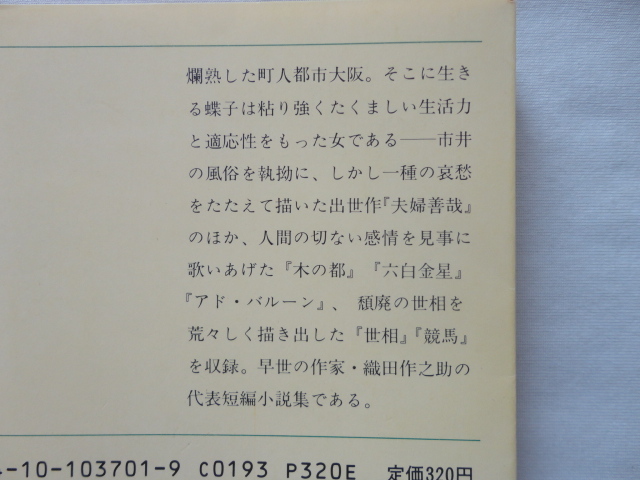 爛熟した町人都市大阪。そこに生き
る蝶子は粘り強くたくましい生活力
と適応性をもった女である――市井
の風俗を執拗に、しかし一種の哀愁
をたたえて描いた出世作『夫婦善哉』
のほか、人間の切ない感情を見事に
歌いあげた『木の都』『六白金星』
『アド・バルーン』、頽廃の世相を
荒々しく描き出した『世相』『競馬』
を収録。早世の作家・織田作之助の
代表短編小説集である。
-10-103701-9 C0193 P320E 定価320円